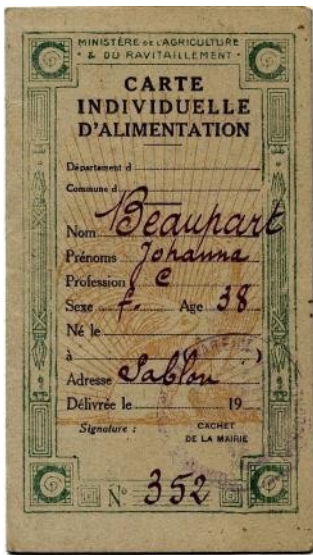 MINISTÈRE DE L'AGRICULTURE
& DU RAVITAILLEMENT
CARTE
INDIVIDUELLE
D'ALIMENTATION
Département d
Commune d
Nom Beaupart
Prénoms Johanna
Profession C
Sexe f. Age 38
Né le
à )
Adresse Sablon
Délivrée le 19
Signature : CACHET
DE LA MAIRIE
N° 352